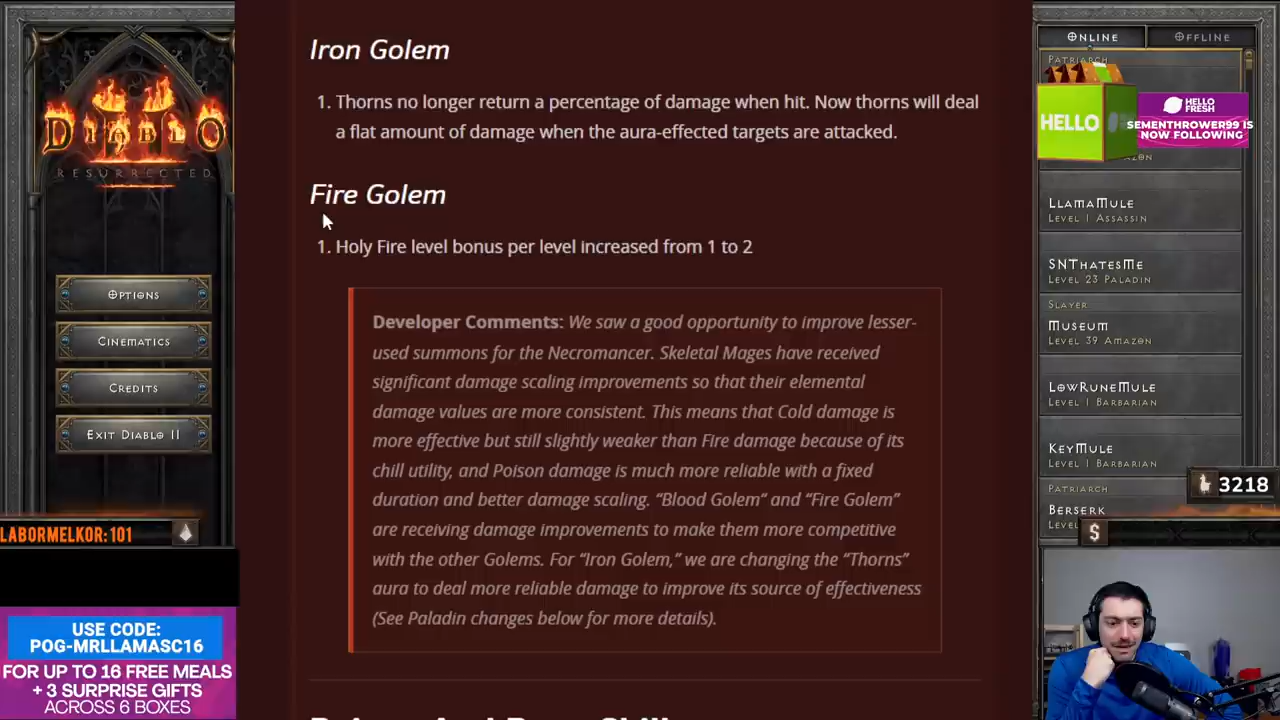 DIABLO
RESURRECTED
Options
Cinematics
Credits
Exit Diablo II
LABORMELKOR: 101
USE CODE:
POG-MRLLAMASC16
FOR UP TO 16 FREE MEALS
+ 3 SURPRISE GIFTS
ACROSS 6 BOXES
Iron Golem
1. Thorns no longer return a percentage of damage when hit. Now thorns will deal
a flat amount of damage when the aura-effected targets are attacked.
Fire Golem
1. Holy Fire level bonus per level increased from 1 to 2
Developer Comments: We saw a good opportunity to improve lesser-
used summons for the Necromancer. Skeletal Mages have received
significant damage scaling improvements so that their elemental
damage values are more consistent. This means that Cold damage is
more effective but still slightly weaker than Fire damage because of its
chill utility, and Poison damage is much more reliable with a fixed
duration and better damage scaling. “Blood Golem” and “Fire Golem”
are receiving damage improvements to make them more competitive
with the other Golems. For “Iron Golem,” we are changing the “Thorns”
aura to deal more reliable damage to improve its source of effectiveness
(See Paladin changes below for more details).
Online
Offline
Patriarch
HELLO
HELLO
FRESH
SEMENTHROWER99 IS
NOW FOLLOWING
LlamaMule
Level 1 Assassin
SNThatesMe
Level 23 Paladin
Slayer
Museum
Level 39 Amazon
LowRuneMule
Level 1 Barbarian
KeyMule
Level 1 Barbarian
Patriarch
3218
Berserk
Level
$